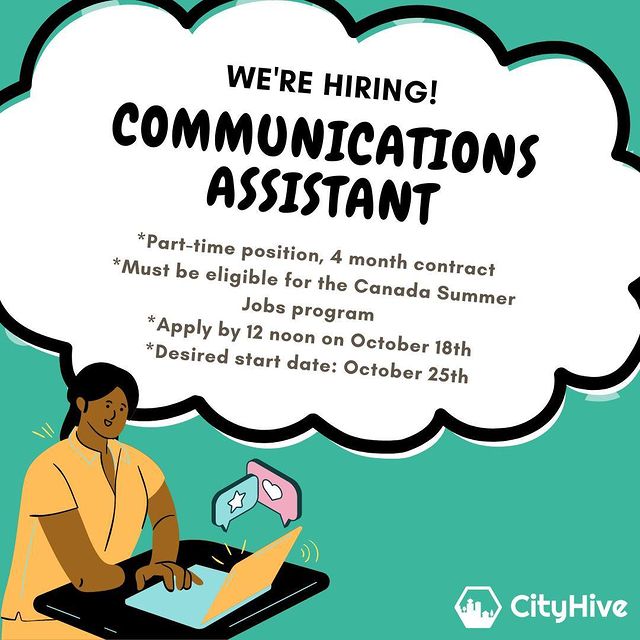 WE'RE HIRING!
COMMUNICATIONS
ASSISTANT
*Part-time position, 4 month contract
*Must be eligible for the Canada Summer
Jobs program
*Apply by 12 noon on October 18th
*Desired start date: October 25th
CityHive